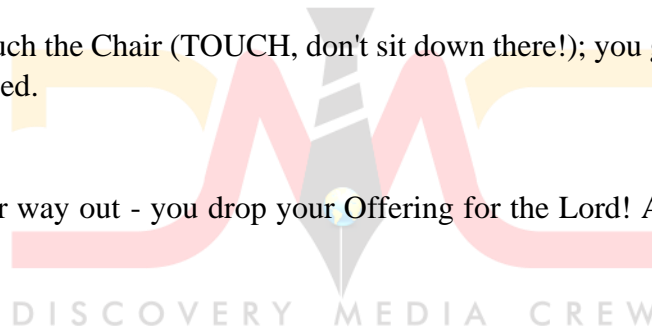 uch the Chair (TOUCH, don't sit down there!); you
ed.
r way out - you drop your Offering for the Lord! A
DISCOVERY MEDIA CREW